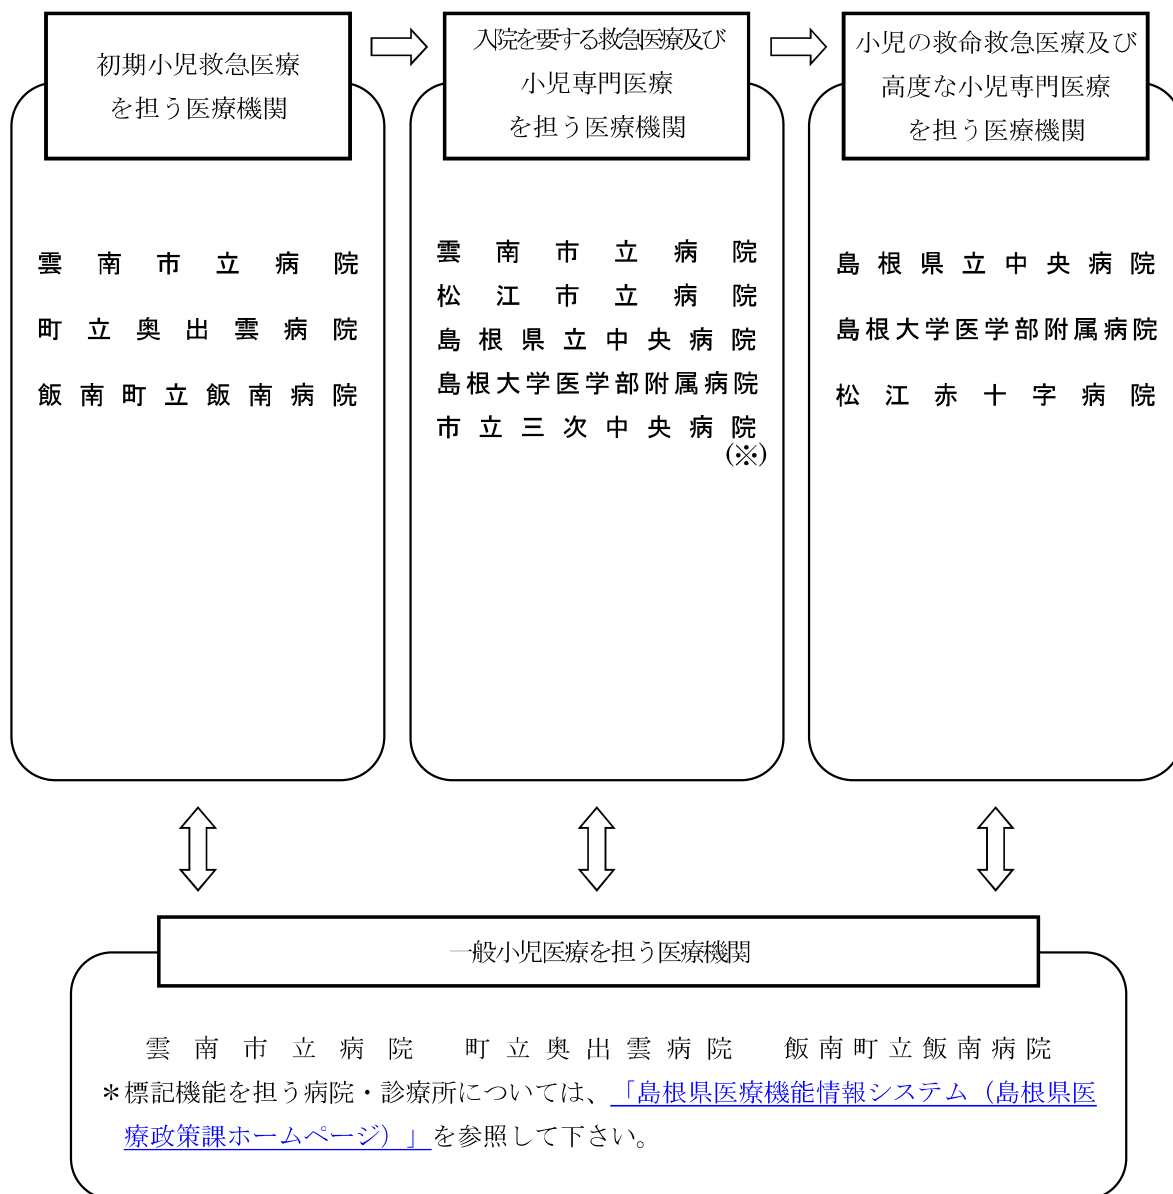 初期小児救急医療
を担う医療機関
雲南市立病院
町立奥出雲病院
飯南町立飯南病院
入院を要する救急医療及び
小児専門医療
を担う医療機関
雲南市立病院
松江市立病院
島根県立中央病院
島根大学医学部附属病院
市立三次中央病院
(※)
小児の救命救急医療及び
高度な小児専門医療
を担う医療機関
島根県立中央病院
島根大学医学部附属病院
松江赤十字病院
一般小児医療を担う医療機関
雲南市立病院　町立奥出雲病院　飯南町立飯南病院
＊標記機能を担う病院・診療所については、「島根県医療機能情報システム（島根県医
療政策課ホームページ）」を参照して下さい。